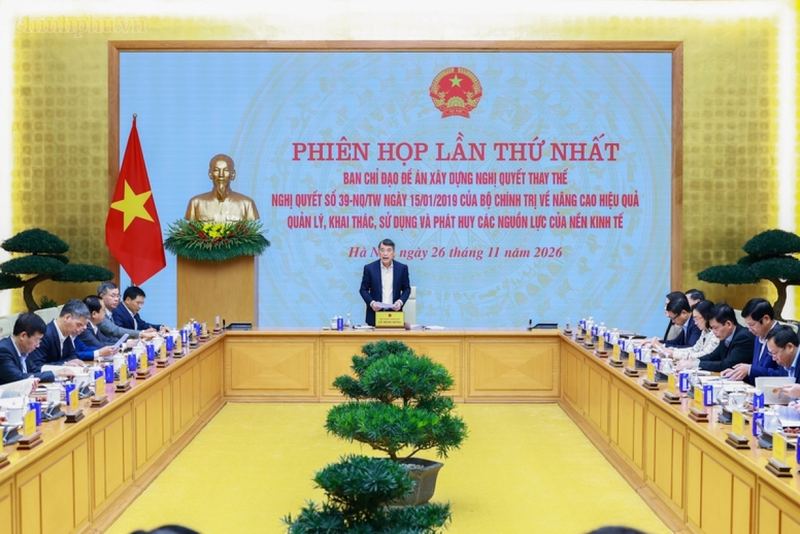 chinhphu.vn
PHIÊN HỌP LẦN THỨ NHẤT
BAN CHỈ ĐẠO ĐỀ ÁN XÂY DỰNG NGHỊ QUYẾT THAY THẾ
NGHỊ QUYẾT SỐ 39-NQ/TW NGÀY 15/01/2019 CỦA BỘ CHÍNH TRỊ VỀ NÂNG CAO HIỆU QUẢ
QUẢN LÝ, KHAI THÁC, SỬ DỤNG VÀ PHÁT HUY CÁC NGUỒN LỰC CỦA NỀN KINH TẾ
Hà Nội, ngày 26 tháng 11 năm 2026